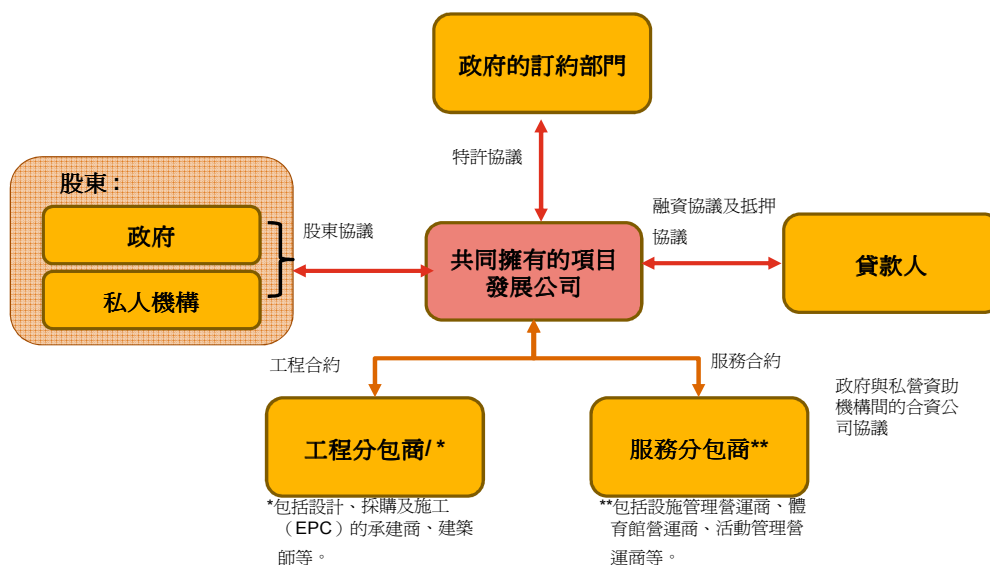 政府的訂約部門
特許協議
股東 :
政府
私人機構
股東協議
共同擁有的項目
發展公司
融資協議及抵押
協議
貸款人
工程合約
服務合約
政府與私營資助
機構間的合資公
司協議
工程分包商/ *
服務分包商**
*包括設計、採購及施工
（EPC）的承建商、建築
師等。
**包括設施管理營運商、體
育館營運商、活動管理營
運商等。